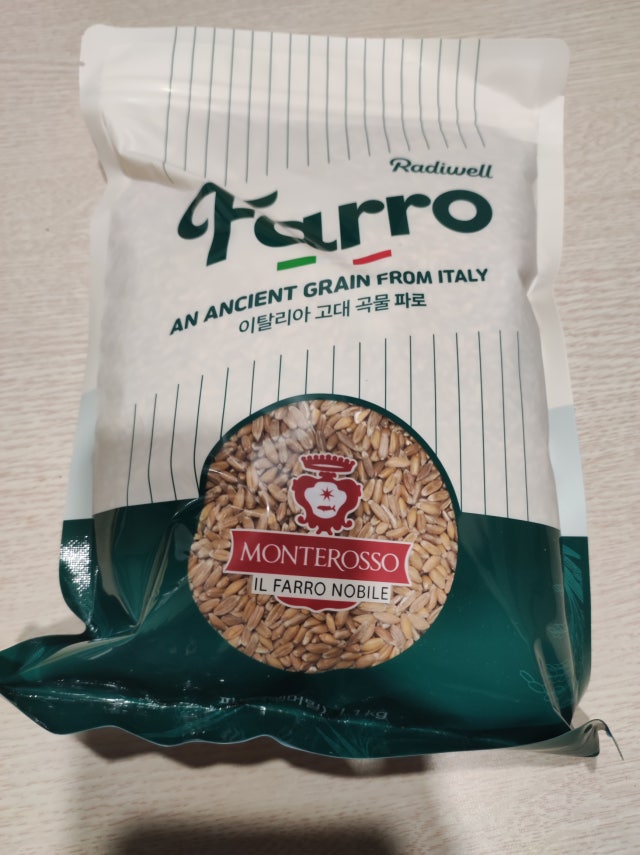 Radiwell
Farro
AN ANCIENT GRAIN FROM ITALY
이탈리아 고대 곡물 파로
MONTEROSSO
IL FARRO NOBILE